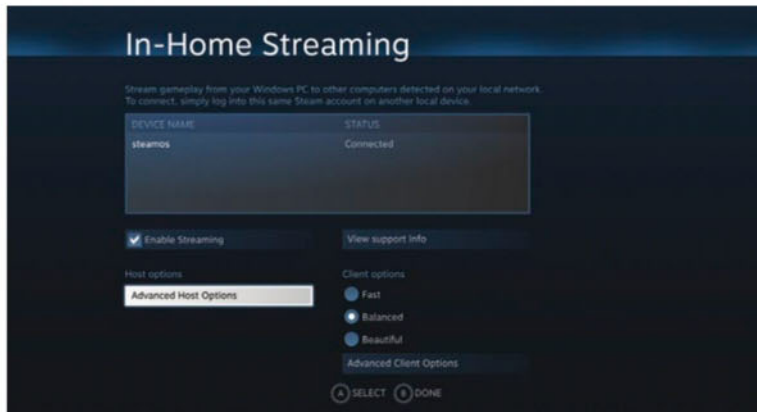 In-Home Streaming
Stream gameplay from your Windows PC to other computers detected on your local network.
To connect, simply log into this same Steam account on another local device.
DEVICE NAME STATUS
steamos Connected
Enable Streaming View support info
Host options Client options
Advanced Host Options Fast
Balanced
Beautiful
Advanced Client Options
A SELECT B DONE